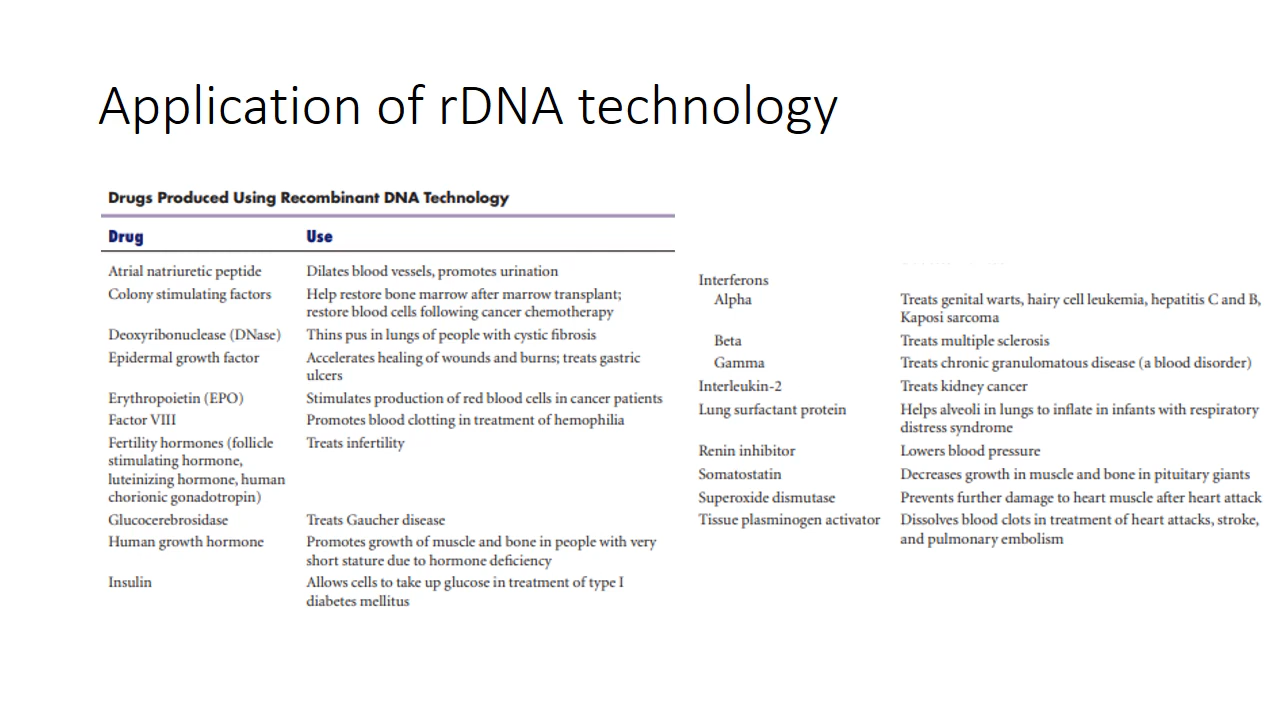 Application of rDNA technology
Drugs Produced Using Recombinant DNA Technology
Drug Use
Atrial natriuretic peptide Dilates blood vessels, promotes urination
Colony stimulating factors Help restore bone marrow after marrow transplant;
restore blood cells following cancer chemotherapy
Deoxyribonuclease (DNase) Thins pus in lungs of people with cystic fibrosis
Epidermal growth factor Accelerates healing of wounds and burns; treats gastric
ulcers
Erythropoietin (EPO) Stimulates production of red blood cells in cancer patients
Factor VIII Promotes blood clotting in treatment of hemophilia
Fertility hormones (follicle Treats infertility
stimulating hormone,
luteinizing hormone, human
chorionic gonadotropin)
Glucocerebrosidase Treats Gaucher disease
Human growth hormone Promotes growth of muscle and bone in people with very
short stature due to hormone deficiency
Insulin Allows cells to take up glucose in treatment of type I
diabetes mellitus
Interferons
Alpha Treats genital warts, hairy cell leukemia, hepatitis C and B,
Kaposi sarcoma
Beta Treats multiple sclerosis
Gamma Treats chronic granulomatous disease (a blood disorder)
Interleukin-2 Treats kidney cancer
Lung surfactant protein Helps alveoli in lungs to inflate in infants with respiratory
distress syndrome
Renin inhibitor Lowers blood pressure
Somatostatin Decreases growth in muscle and bone in pituitary giants
Superoxide dismutase Prevents further damage to heart muscle after heart attack
Tissue plasminogen activator Dissolves blood clots in treatment of heart attacks, stroke,
and pulmonary embolism